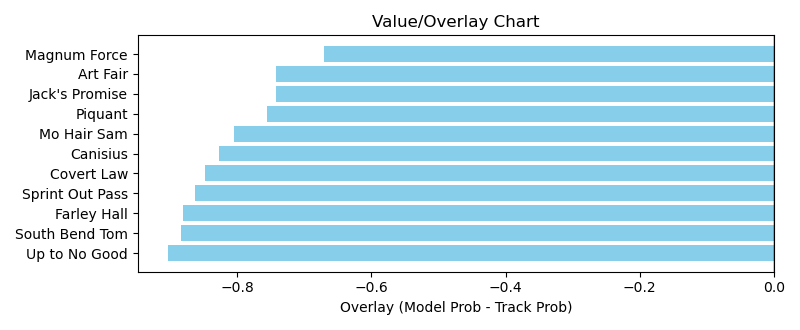 Value/Overlay Chart
Magnum Force
Art Fair
Jack's Promise
Piquant
Mo Hair Sam
Canisius
Covert Law
Sprint Out Pass
Farley Hall
South Bend Tom
Up to No Good
−0.8 −0.6 −0.4 −0.2 0.0
Overlay (Model Prob - Track Prob)